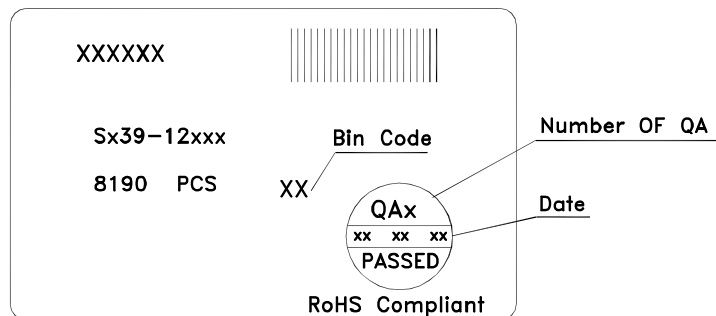 XXXXXX
Sx39-12xxx
Bin Code
Number OF QA
8190 PCS
XX
QAx
Date
xx xx xx
PASSED
RoHS Compliant